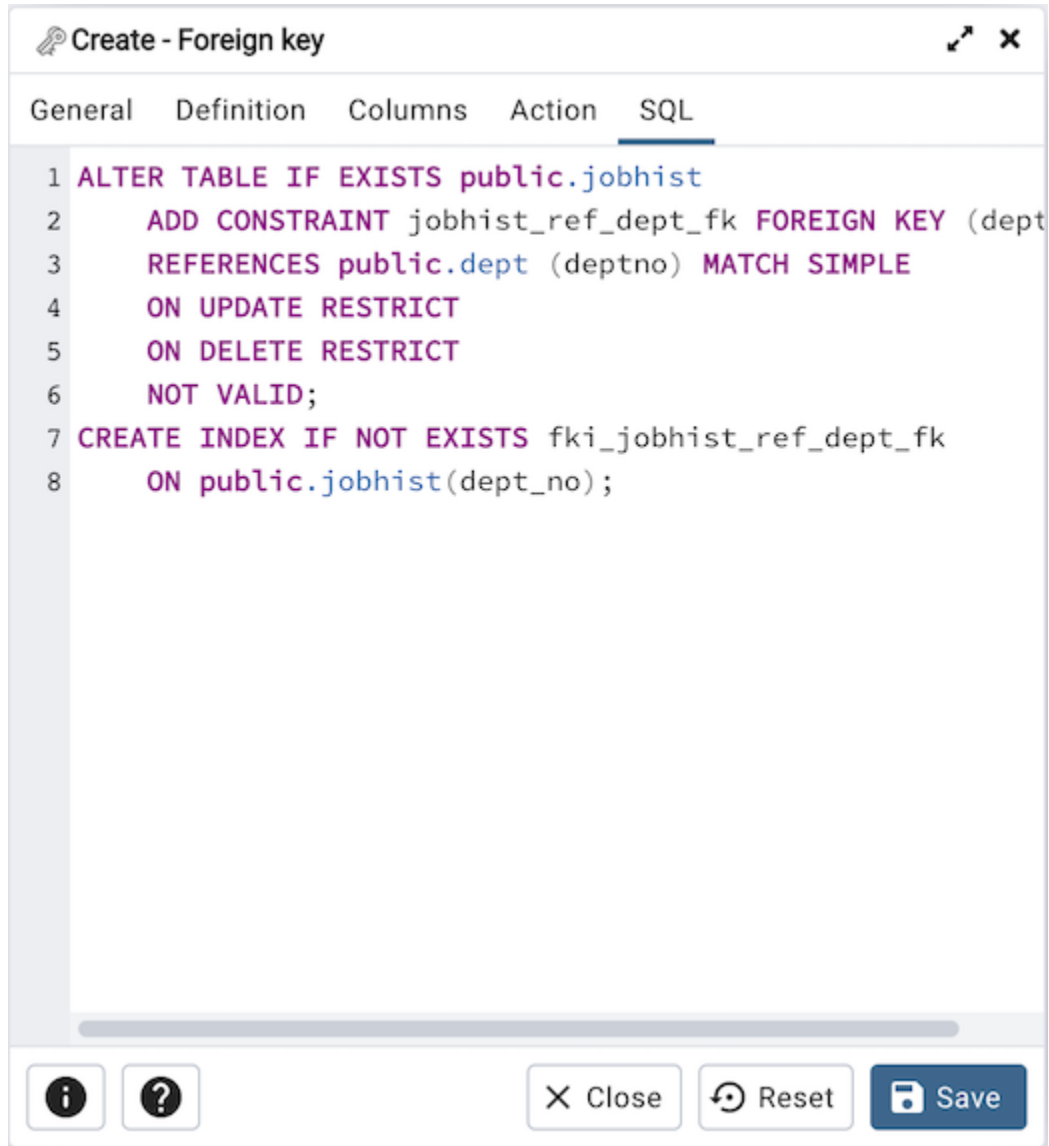 Create - Foreign key
General Definition Columns Action SQL
1 ALTER TABLE IF EXISTS public.jobhist
2 ADD CONSTRAINT jobhist_ref_dept_fk FOREIGN KEY (dept
3 REFERENCES public.dept (deptno) MATCH SIMPLE
4 ON UPDATE RESTRICT
5 ON DELETE RESTRICT
6 NOT VALID;
7 CREATE INDEX IF NOT EXISTS fki_jobhist_ref_dept_fk
8 ON public.jobhist(dept_no);
Close Reset Save